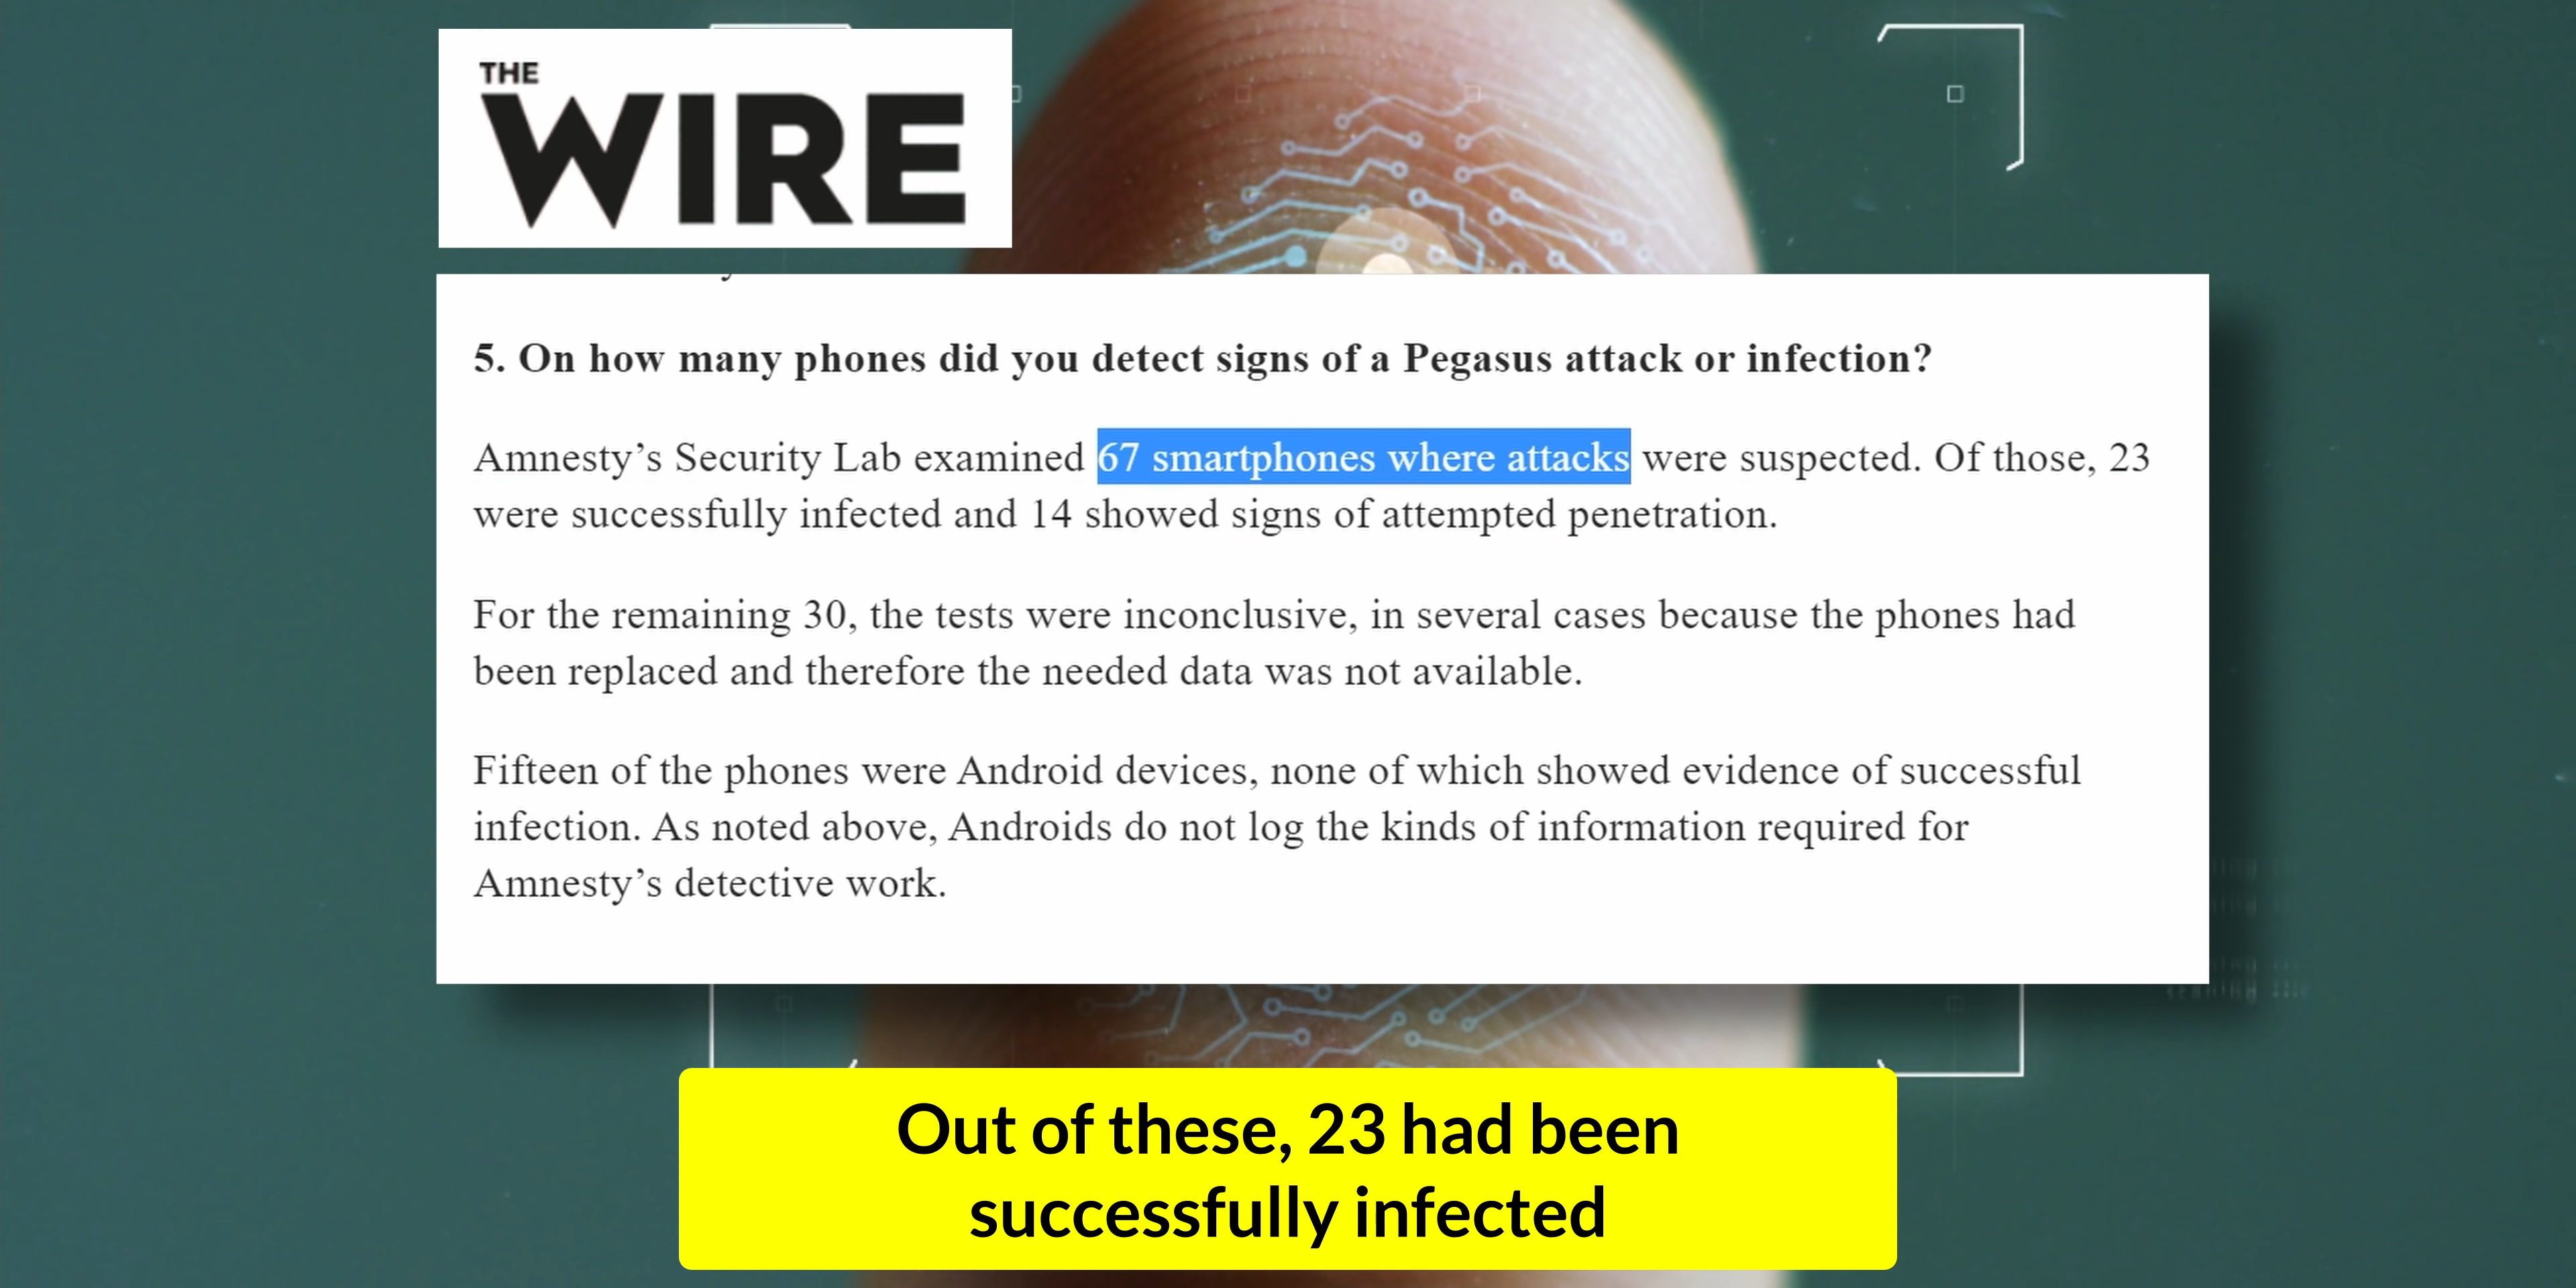 THE
WIRE
5. On how many phones did you detect signs of a Pegasus attack or infection?
Amnesty’s Security Lab examined 67 smartphones where attacks were suspected. Of those, 23
were successfully infected and 14 showed signs of attempted penetration.
For the remaining 30, the tests were inconclusive, in several cases because the phones had
been replaced and therefore the needed data was not available.
Fifteen of the phones were Android devices, none of which showed evidence of successful
infection. As noted above, Androids do not log the kinds of information required for
Amnesty’s detective work.
Out of these, 23 had been
successfully infected